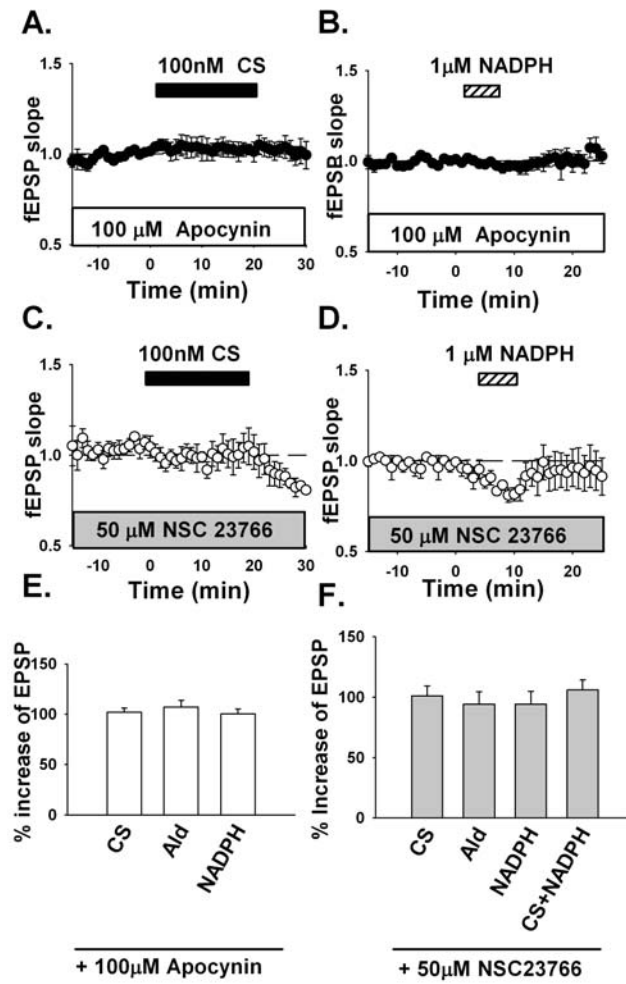 A.
100nM CS
1.5
1.0
0.5
fEPSP slope
100 μM Apocynin
-10 0 10 20 30
Time (min)
B.
1μM NADPH
1.5
1.0
0.5
fEPSP slope
100 μM Apocynin
-10 0 10 20
Time (min)
C.
100nM CS
1.5
1.0
0.5
fEPSP slope
50 μM NSC 23766
-10 0 10 20 30
Time (min)
D.
1 μM NADPH
1.5
1.0
0.5
fEPSP slope
50 μM NSC 23766
-10 0 10 20
Time (min)
E.
% increase of EPSP
150
100
50
0
CS
Ald
NADPH
+ 100μM Apocynin
F.
% Increase of EPSP
150
100
50
0
CS
Ald
NADPH
CS+NADPH
+ 50μM NSC23766